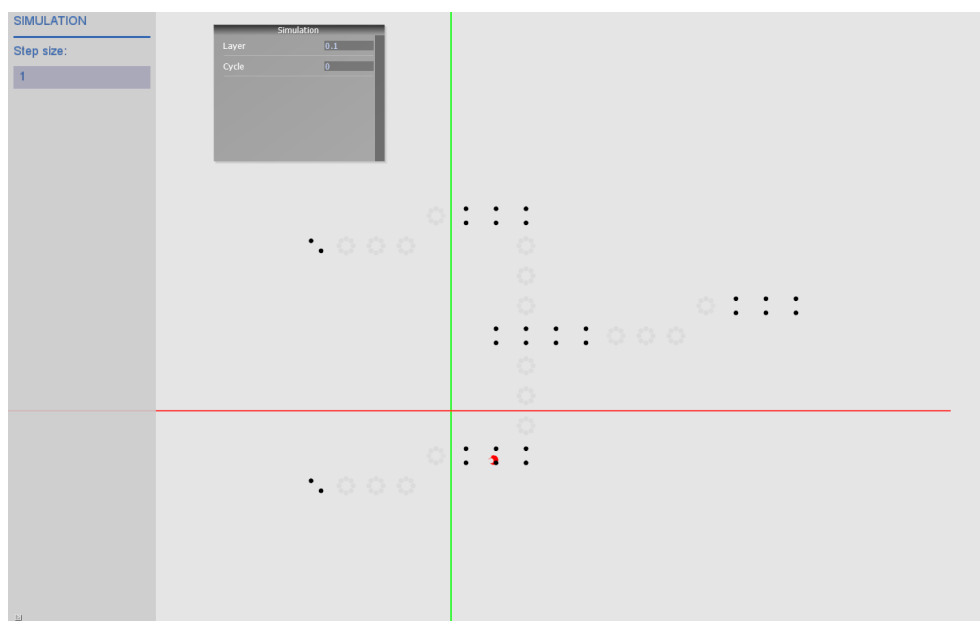 SIMULATION
Step size:
1
Simulation
Layer 0.1
Cycle 0